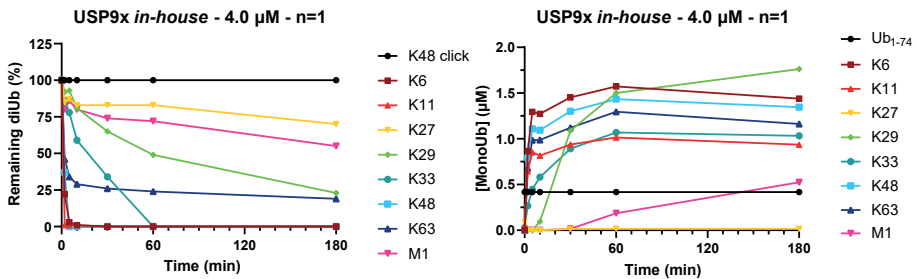 USP9x in-house - 4.0 µM - n=1
Remaining diUb (%)
125
100
75
50
25
0
0
60
120
180
Time (min)
K48 click
K6
K11
K27
K29
K33
K48
K63
M1
USP9x in-house - 4.0 µM - n=1
[MonoUb] (µM)
2.0
1.5
1.0
0.5
0.0
0
60
120
180
Time (min)
Ub1-74
K6
K11
K27
K29
K33
K48
K63
M1